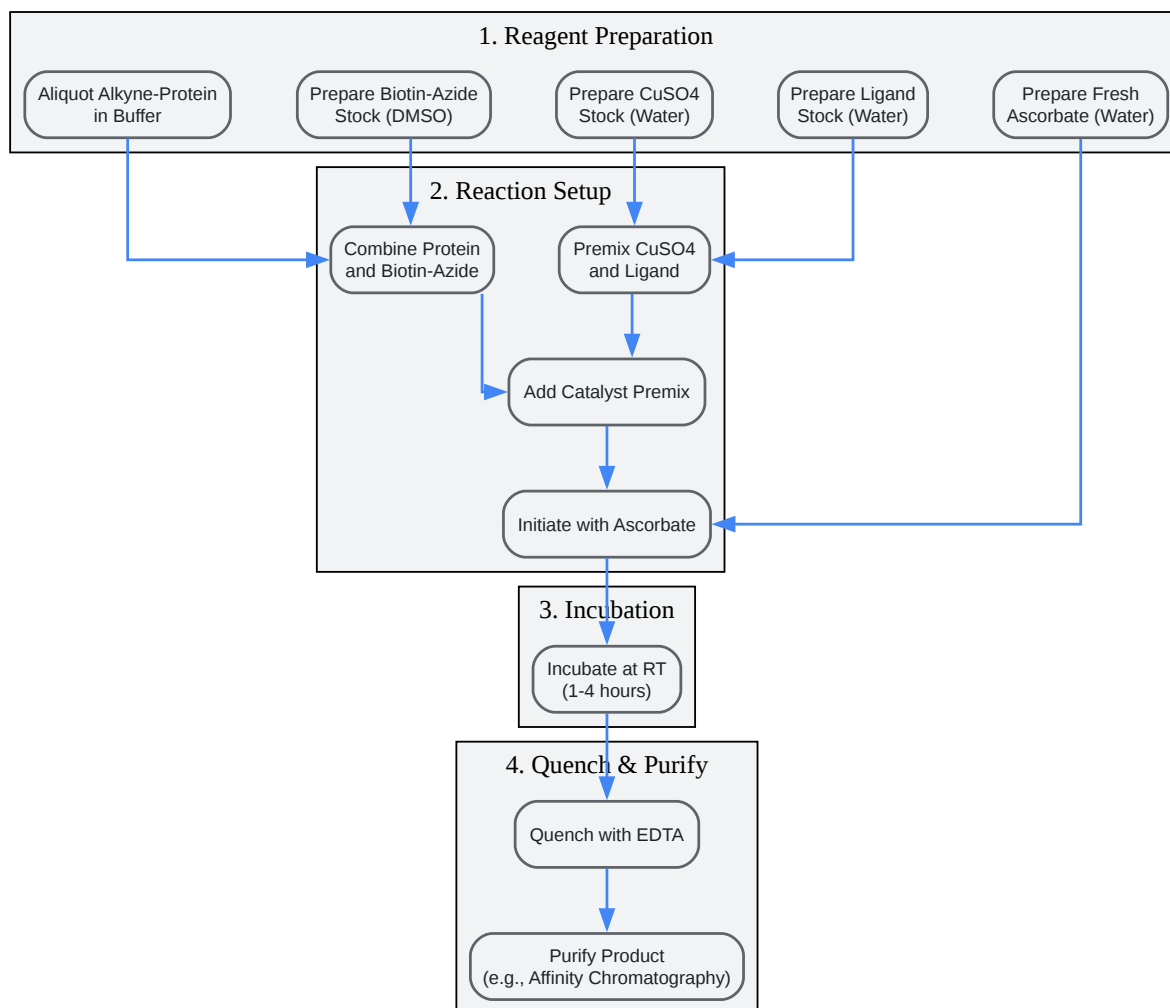 1. Reagent Preparation
Aliquot Alkyne-Protein
in Buffer
Prepare Biotin-Azide
Stock (DMSO)
Prepare CuSO4
Stock (Water)
Prepare Ligand
Stock (Water)
Prepare Fresh
Ascorbate (Water)
2. Reaction Setup
Combine Protein
and Biotin-Azide
Premix CuSO4
and Ligand
Add Catalyst Premix
Initiate with Ascorbate
3. Incubation
Incubate at RT
(1-4 hours)
4. Quench & Purify
Quench with EDTA
Purify Product
(e.g., Affinity Chromatography)